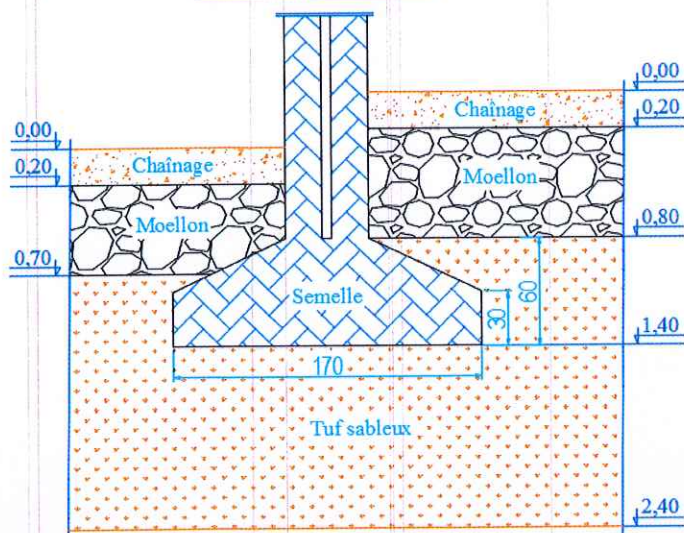 0,00
Chaînage
0,20
0,00
Chaînage
0,20
Moellon
Moellon
0,80
0,70
Semelle
30
60
1,40
170
Tuf sableux
2,40